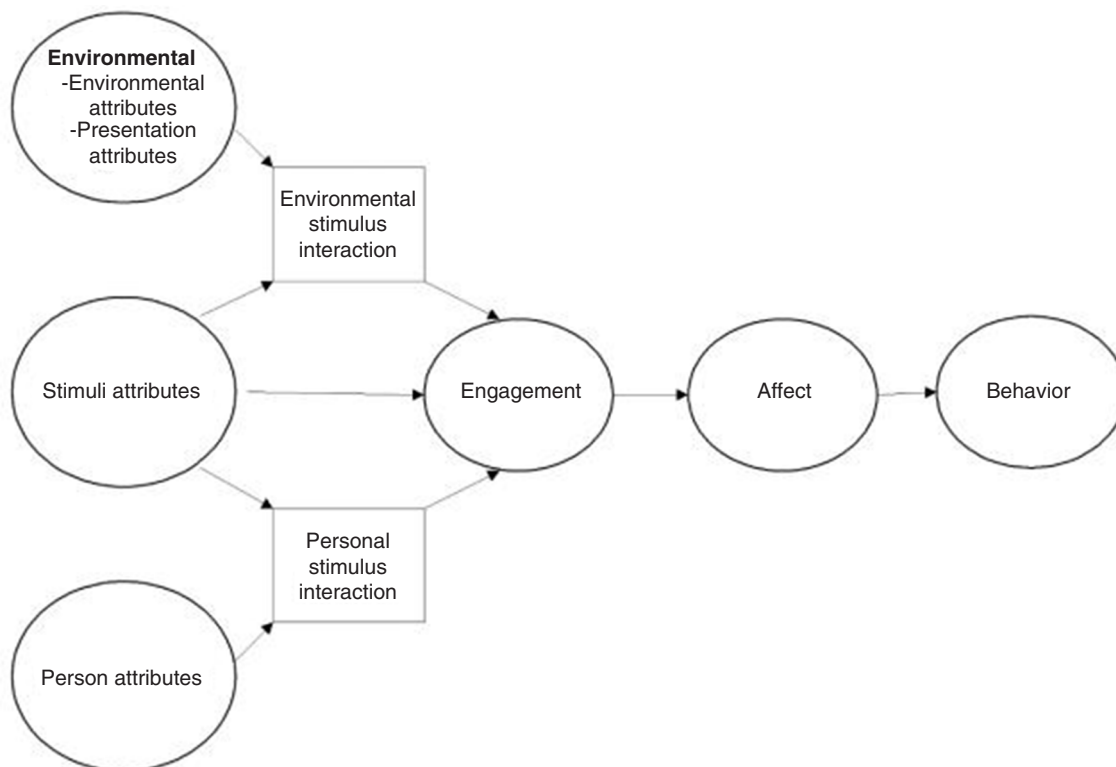 Environmental
-Environmental
attributes
-Presentation
attributes
Environmental
stimulus
interaction
Stimuli attributes
Engagement
Affect
Behavior
Personal
stimulus
interaction
Person attributes